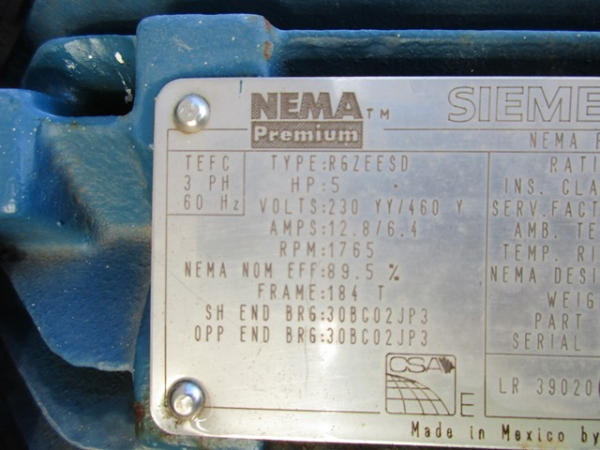 NEMA TM
Premium
SIEME
NEMA P
TEFC
3 PH
60 Hz
TYPE:RGZEESD
HP:5
VOLTS:230 YY/460 Y
AMPS:12.8/6.4
RPM:1765
NEMA NOM EFF:89.5 %
FRAME:184 T
SH END BRG:30BC02JP3
OPP END BRG:30BC02JP3
RATI
INS. CLA
SERV.FACT
AMB. TE
TEMP. RI
NEMA DESI
WEIG
PART
SERIAL
CSA
E
LR 39020
Made in Mexico by